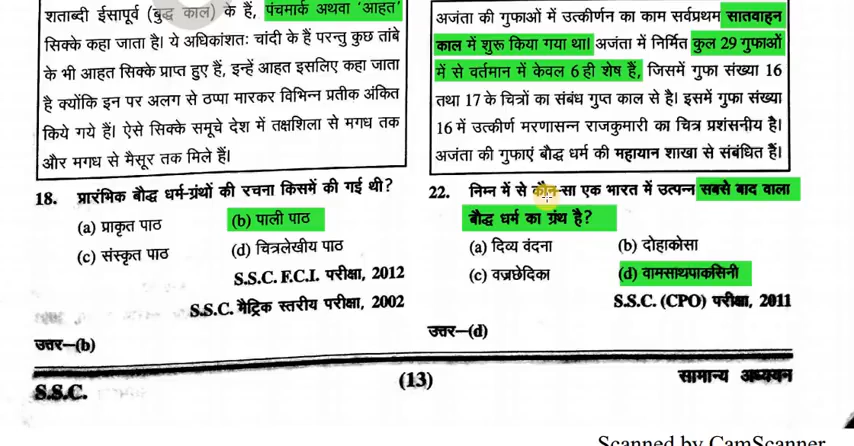 शताब्दी ईसापूर्व (बुद्ध काल) के हैं, पंचमार्क अथवा 'आहत'
सिक्के कहा जाता है। ये अधिकांशतः चांदी के हैं परन्तु कुछ तांबे
के भी आहत सिक्के प्राप्त हुए हैं, इन्हें आहत इसलिए कहा जाता
है क्योंकि इन पर अलग से ठप्पा मारकर विभिन्न प्रतीक अंकित
किये गये हैं। ऐसे सिक्के समूचे देश में तक्षशिला से मगध तक
और मगध से मैसूर तक मिले हैं।
18. प्रारंभिक बौद्ध धर्म-ग्रंथों की रचना किसमें की गई थी?
(a) प्राकृत पाठ (b) पाली पाठ
(c) संस्कृत पाठ (d) चित्रलेखीय पाठ
S.S.C. F.C.I. परीक्षा, 2012
S.S.C. मैट्रिक स्तरीय परीक्षा, 2002
उत्तर—(b)
अजंता की गुफाओं में उत्कीर्णन का काम सर्वप्रथम सातवाहन
काल में शुरू किया गया था। अजंता में निर्मित कुल 29 गुफाओं
में से वर्तमान में केवल 6 ही शेष हैं, जिसमें गुफा संख्या 16
तथा 17 के चित्रों का संबंध गुप्त काल से है। इसमें गुफा संख्या
16 में उत्कीर्ण मरणासन्न राजकुमारी का चित्र प्रशंसनीय है।
अजंता की गुफाएं बौद्ध धर्म की महायान शाखा से संबंधित हैं।
22. निम्न में से कौन-सा एक भारत में उत्पन्न सबसे बाद वाला
बौद्ध धर्म का ग्रंथ है?
(a) दिव्य वंदना (b) दोहाकोसा
(c) वज्रछेदिका (d) वामसाथपाकसिनी
S.S.C. (CPO) परीक्षा, 2011
उत्तर—(d)
S.S.C. (13) सामान्य अध्ययन
Scanned by CamScanner